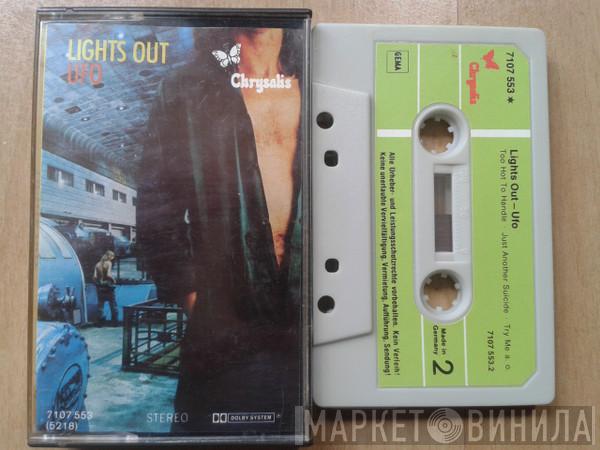 LIGHTS OUT
UFO
Chrysalis
7107 553
(5218)
STEREO
DOLBY SYSTEM
GEMA
7107 553 *
Chrysalis
Lights Out – Ufo
Too Hot To Handle · Just Another Suicide · Try Me a. o.
7107 553.2
Alle Urheber- und Leistungsschutzrechte vorbehalten. Kein Verleih!
Keine unerlaubte Vervielfältigung, Vermietung, Aufführung, Sendung!
Made in
Germany
2
МАРКЕТ ВИНИЛА